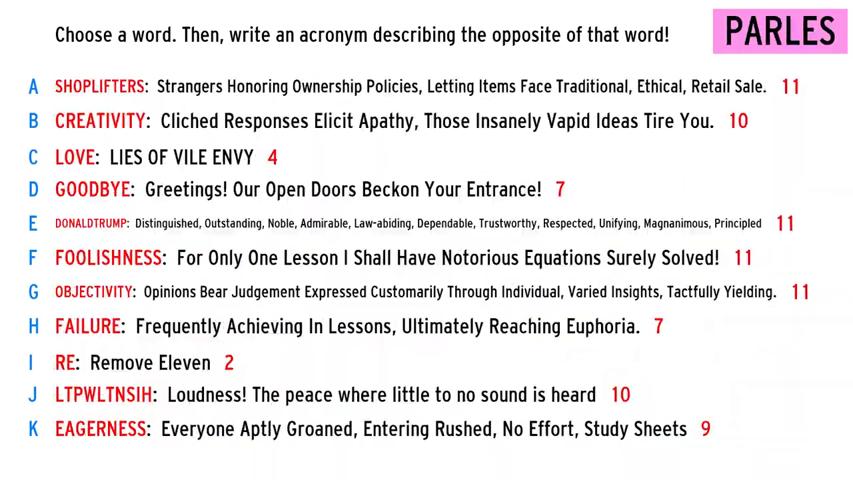 Choose a word. Then, write an acronym describing the opposite of that word!
PARLES
A SHOPLIFTERS: Strangers Honoring Ownership Policies, Letting Items Face Traditional, Ethical, Retail Sale. 11
B CREATIVITY: Cliched Responses Elicit Apathy, Those Insanely Vapid Ideas Tire You. 10
C LOVE: LIES OF VILE ENVY 4
D GOODBYE: Greetings! Our Open Doors Beckon Your Entrance! 7
E DONALDTRUMP: Distinguished, Outstanding, Noble, Admirable, Law-abiding, Dependable, Trustworthy, Respected, Unifying, Magnanimous, Principled 11
F FOOLISHNESS: For Only One Lesson I Shall Have Notorious Equations Surely Solved! 11
G OBJECTIVITY: Opinions Bear Judgement Expressed Customarily Through Individual, Varied Insights, Tactfully Yielding. 11
H FAILURE: Frequently Achieving In Lessons, Ultimately Reaching Euphoria. 7
I RE: Remove Eleven 2
J LTPWLTNSIH: Loudness! The peace where little to no sound is heard 10
K EAGERNESS: Everyone Aptly Groaned, Entering Rushed, No Effort, Study Sheets 9